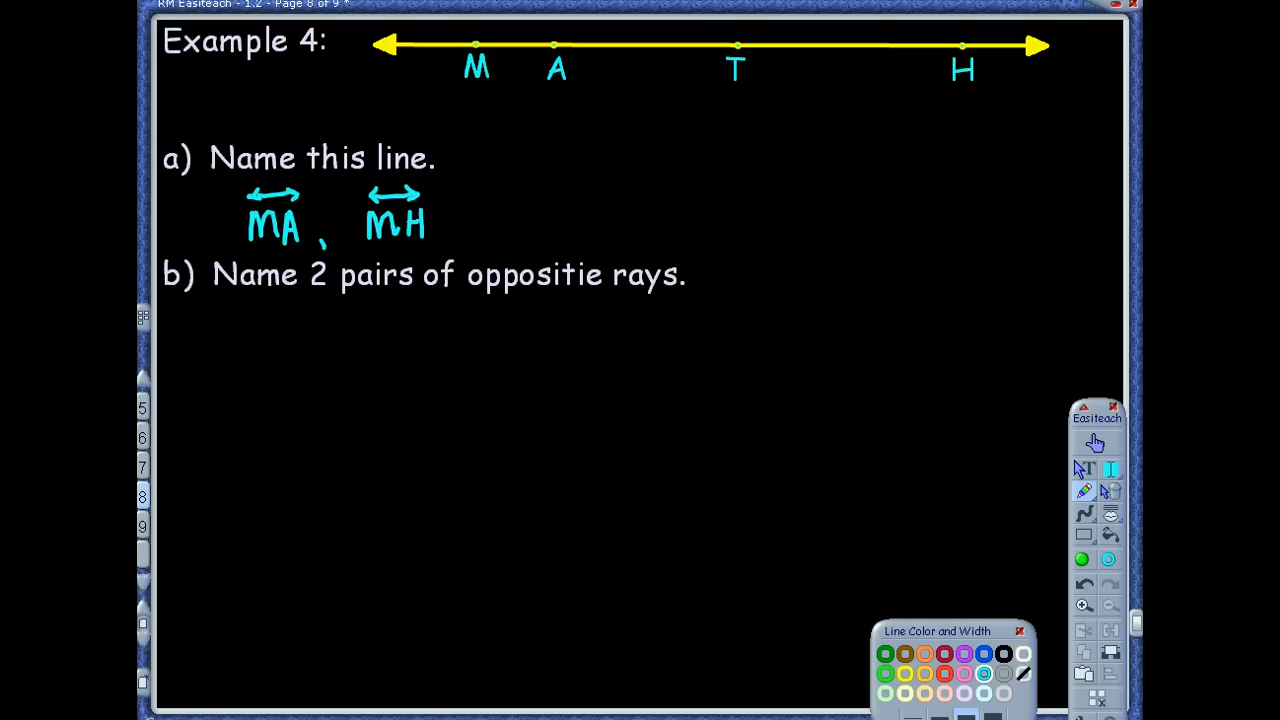 RM Easiteach - 1.2 - Page 8 of 9 *
Example 4:
M A T H
a) Name this line.
MA, MH
b) Name 2 pairs of oppositie rays.
5
6
7
8
9
Easiteach
T
Line Color and Width